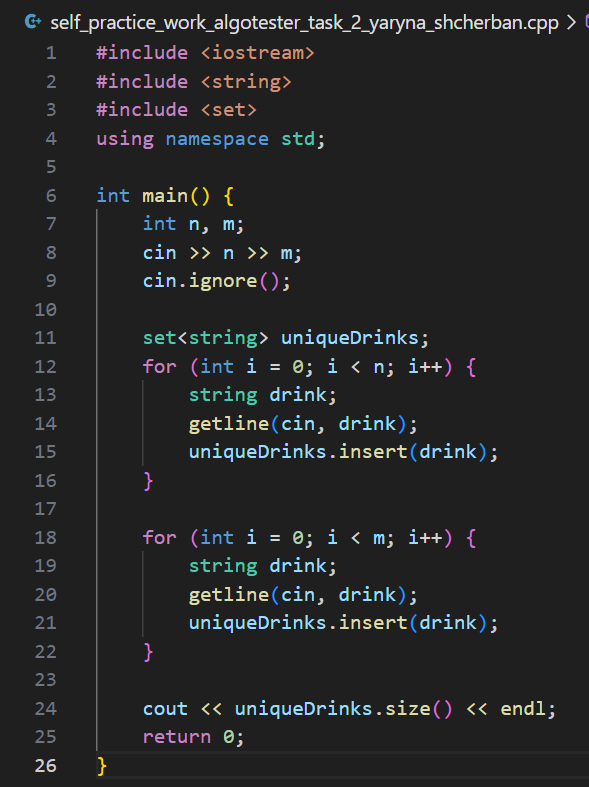 self_practice_work_algotester_task_2_yaryna_shcherban.cpp >
1 #include <iostream>
2 #include <string>
3 #include <set>
4 using namespace std;
5
6 int main() {
7     int n, m;
8     cin >> n >> m;
9     cin.ignore();
10
11     set<string> uniqueDrinks;
12     for (int i = 0; i < n; i++) {
13         string drink;
14         getline(cin, drink);
15         uniqueDrinks.insert(drink);
16     }
17
18     for (int i = 0; i < m; i++) {
19         string drink;
20         getline(cin, drink);
21         uniqueDrinks.insert(drink);
22     }
23
24     cout << uniqueDrinks.size() << endl;
25     return 0;
26 }